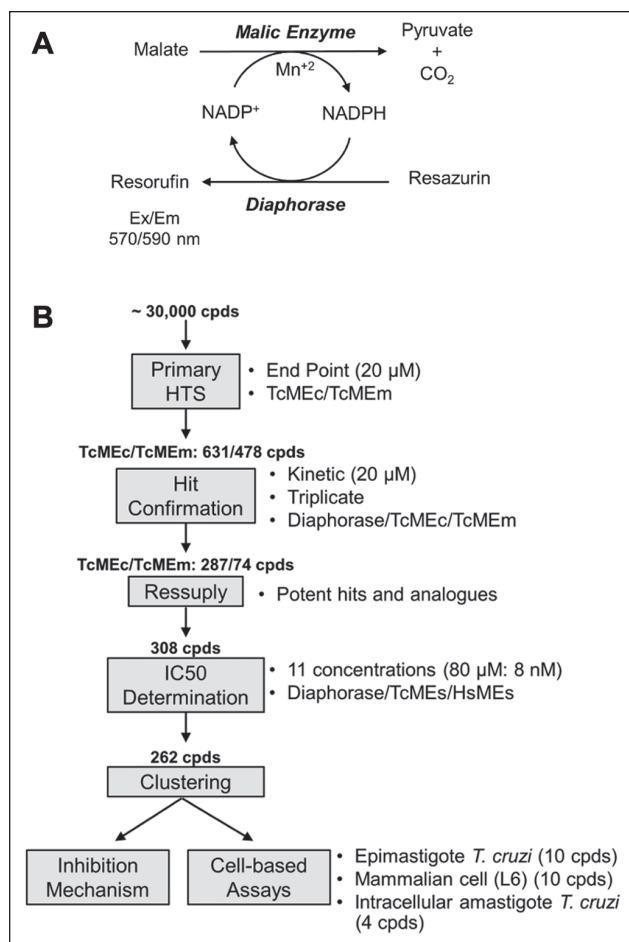 A
Malic Enzyme
Malate
Pyruvate
+
CO₂
Mn⁺²
NADP⁺
NADPH
Resorufin
Resazurin
Diaphorase
Ex/Em
570/590 nm
B
~ 30,000 cpds
Primary
HTS
• End Point (20 µM)
• TcMEc/TcMEm
TcMEc/TcMEm: 631/478 cpds
Hit
Confirmation
• Kinetic (20 µM)
• Triplicate
• Diaphorase/TcMEc/TcMEm
TcMEc/TcMEm: 287/74 cpds
Ressuply
• Potent hits and analogues
308 cpds
IC50
Determination
• 11 concentrations (80 µM: 8 nM)
• Diaphorase/TcMEs/HsMEs
262 cpds
Clustering
Inhibition
Mechanism
Cell-based
Assays
• Epimastigote T. cruzi (10 cpds)
• Mammalian cell (L6) (10 cpds)
• Intracellular amastigote T. cruzi
(4 cpds)